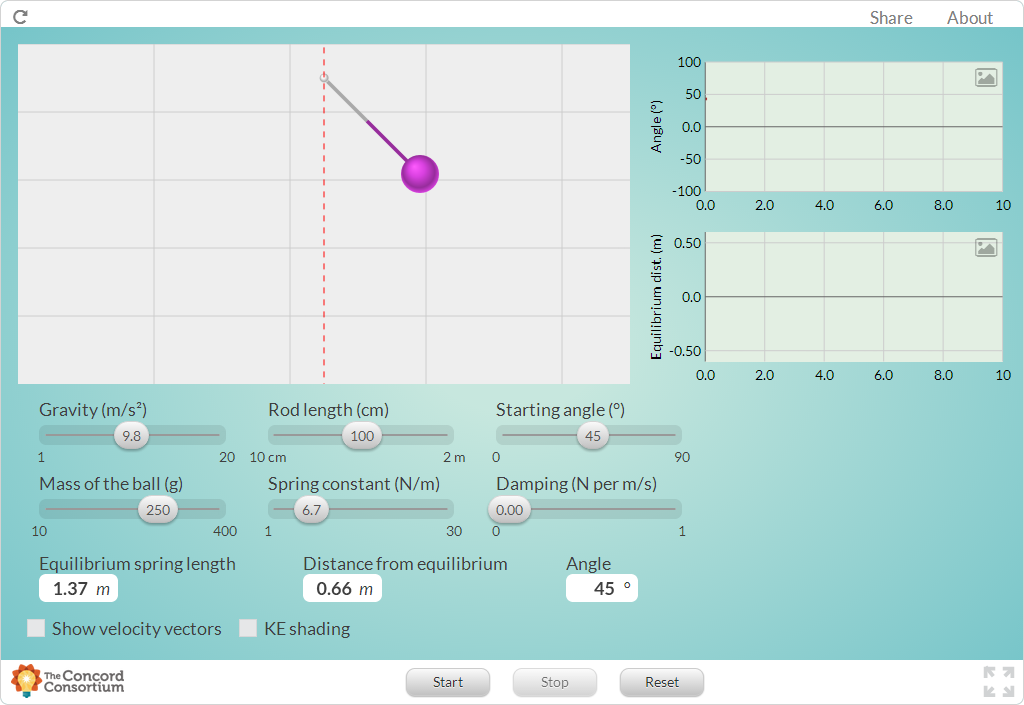 Share About
100
50
0.0
-50
-100
Angle (°)
0.0 2.0 4.0 6.0 8.0 10
0.50
0.0
-0.50
Equilibrium dist. (m)
0.0 2.0 4.0 6.0 8.0 10
Gravity (m/s²) Rod length (cm) Starting angle (°)
9.8 100 45
1 20 10 cm 2 m 0 90
Mass of the ball (g) Spring constant (N/m) Damping (N per m/s)
250 6.7 0.00
10 400 1 30 0 1
Equilibrium spring length Distance from equilibrium Angle
1.37 m 0.66 m 45 °
Show velocity vectors KE shading
The Concord
Consortium
Start Stop Reset